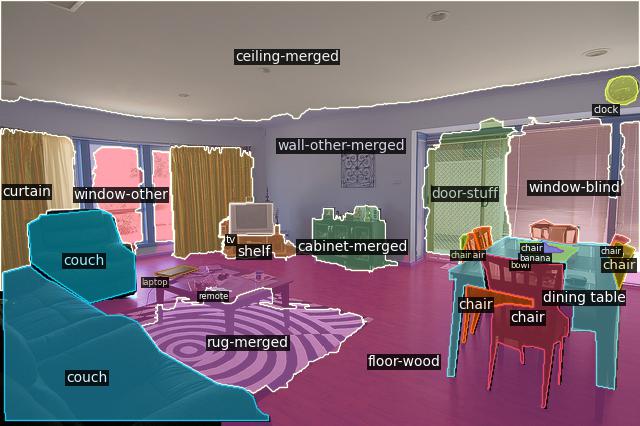 ceiling-merged
clock
wall-other-merged
curtain
window-other
door-stuff
window-blind
tv
shelf
cabinet-merged
chair
air
chair
chair
banana
bowl
chair
couch
laptop
remote
chair
chair
dining table
rug-merged
floor-wood
couch